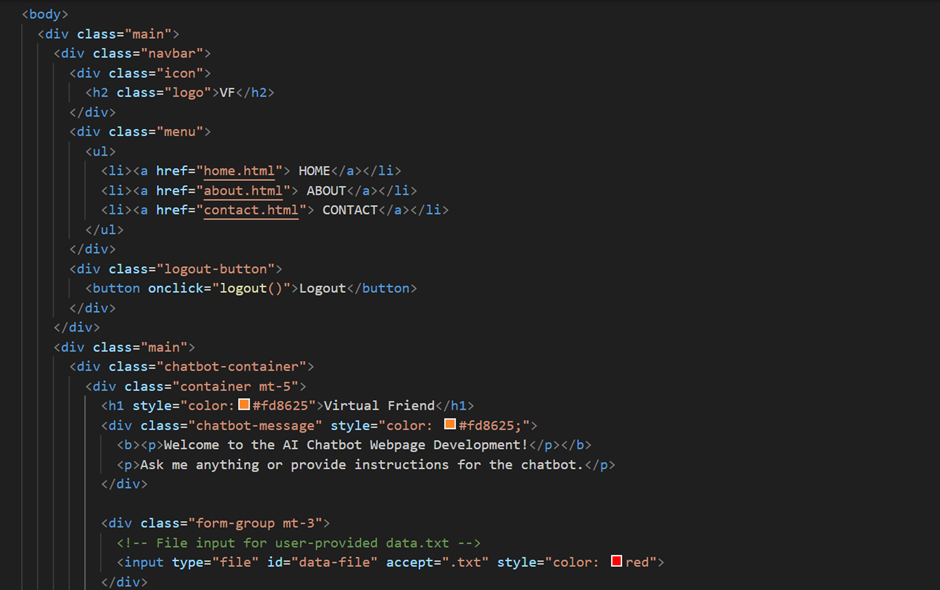 <body>
<div class="main">
<div class="navbar">
<div class="icon">
<h2 class="logo">VF</h2>
</div>
<div class="menu">
<ul>
<li><a href="home.html"> HOME</a></li>
<li><a href="about.html"> ABOUT</a></li>
<li><a href="contact.html"> CONTACT</a></li>
</ul>
</div>
<div class="logout-button">
<button onclick="logout()">Logout</button>
</div>
</div>
<div class="main">
<div class="chatbot-container">
<div class="container mt-5">
<h1 style="color:#fd8625">Virtual Friend</h1>
<div class="chatbot-message" style="color: #fd8625;">
<b><p>Welcome to the AI Chatbot Webpage Development!</p></b>
<p>Ask me anything or provide instructions for the chatbot.</p>
</div>
<div class="form-group mt-3">
<!-- File input for user-provided data.txt -->
<input type="file" id="data-file" accept=".txt" style="color: red">
</div>